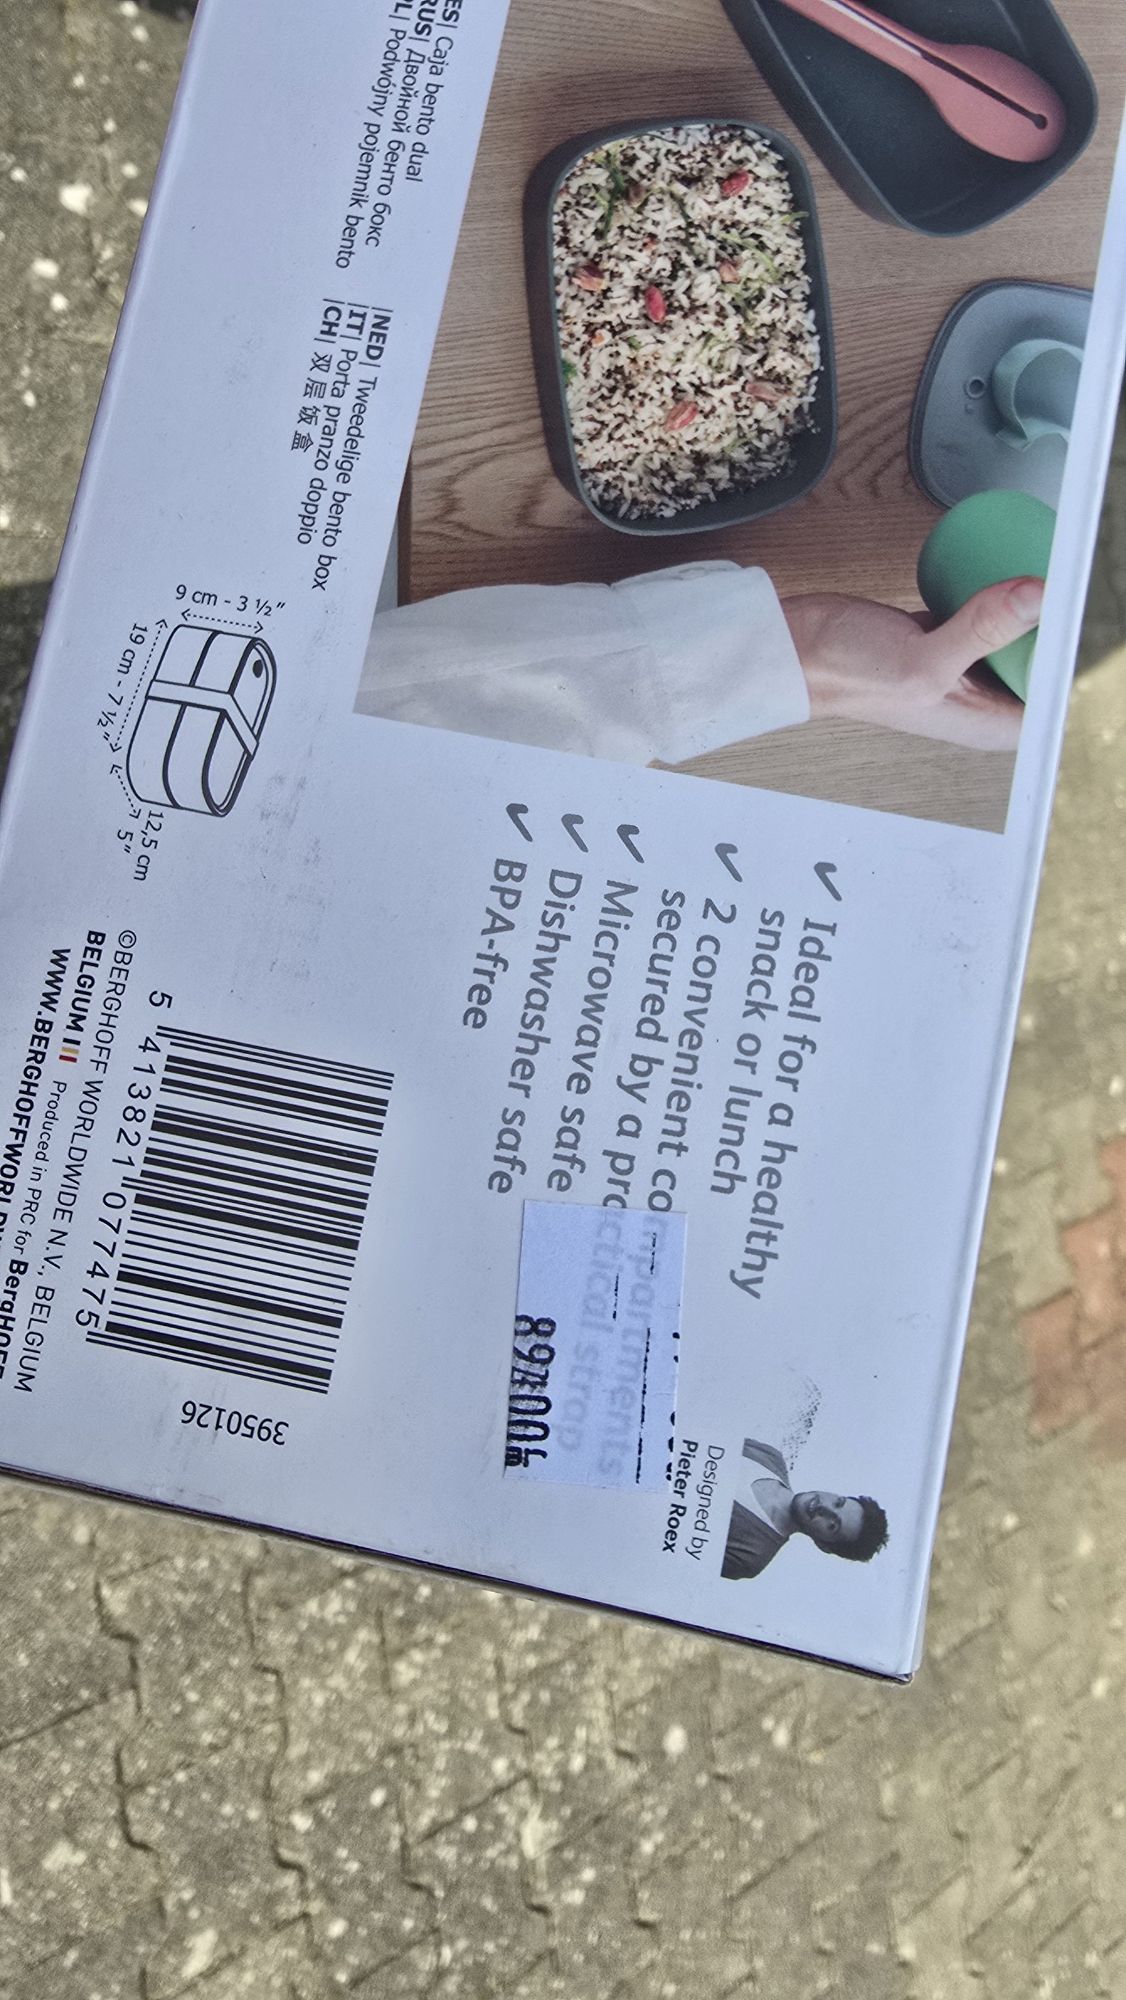 ES| Caja bento dual
RUS| Двойной бенто бокс
PL| Podwójny pojemnik bento
|NED| Tweedelige bento box
|IT| Porta pranzo doppio
|CH| 双层饭盒
9 cm - 3 ½"
19 cm - 7 ½"
12,5 cm
5"
✓ Ideal for a healthy
snack or lunch
✓ 2 convenient compartments
secured by a practical strap
✓ Microwave safe
✓ Dishwasher safe
✓ BPA-free
Designed by
Pieter Roex
5 413821 077475
3950126
©BERGHOFF WORLDWIDE N.V., BELGIUM
BELGIUM Produced in PRC for BergHOFF